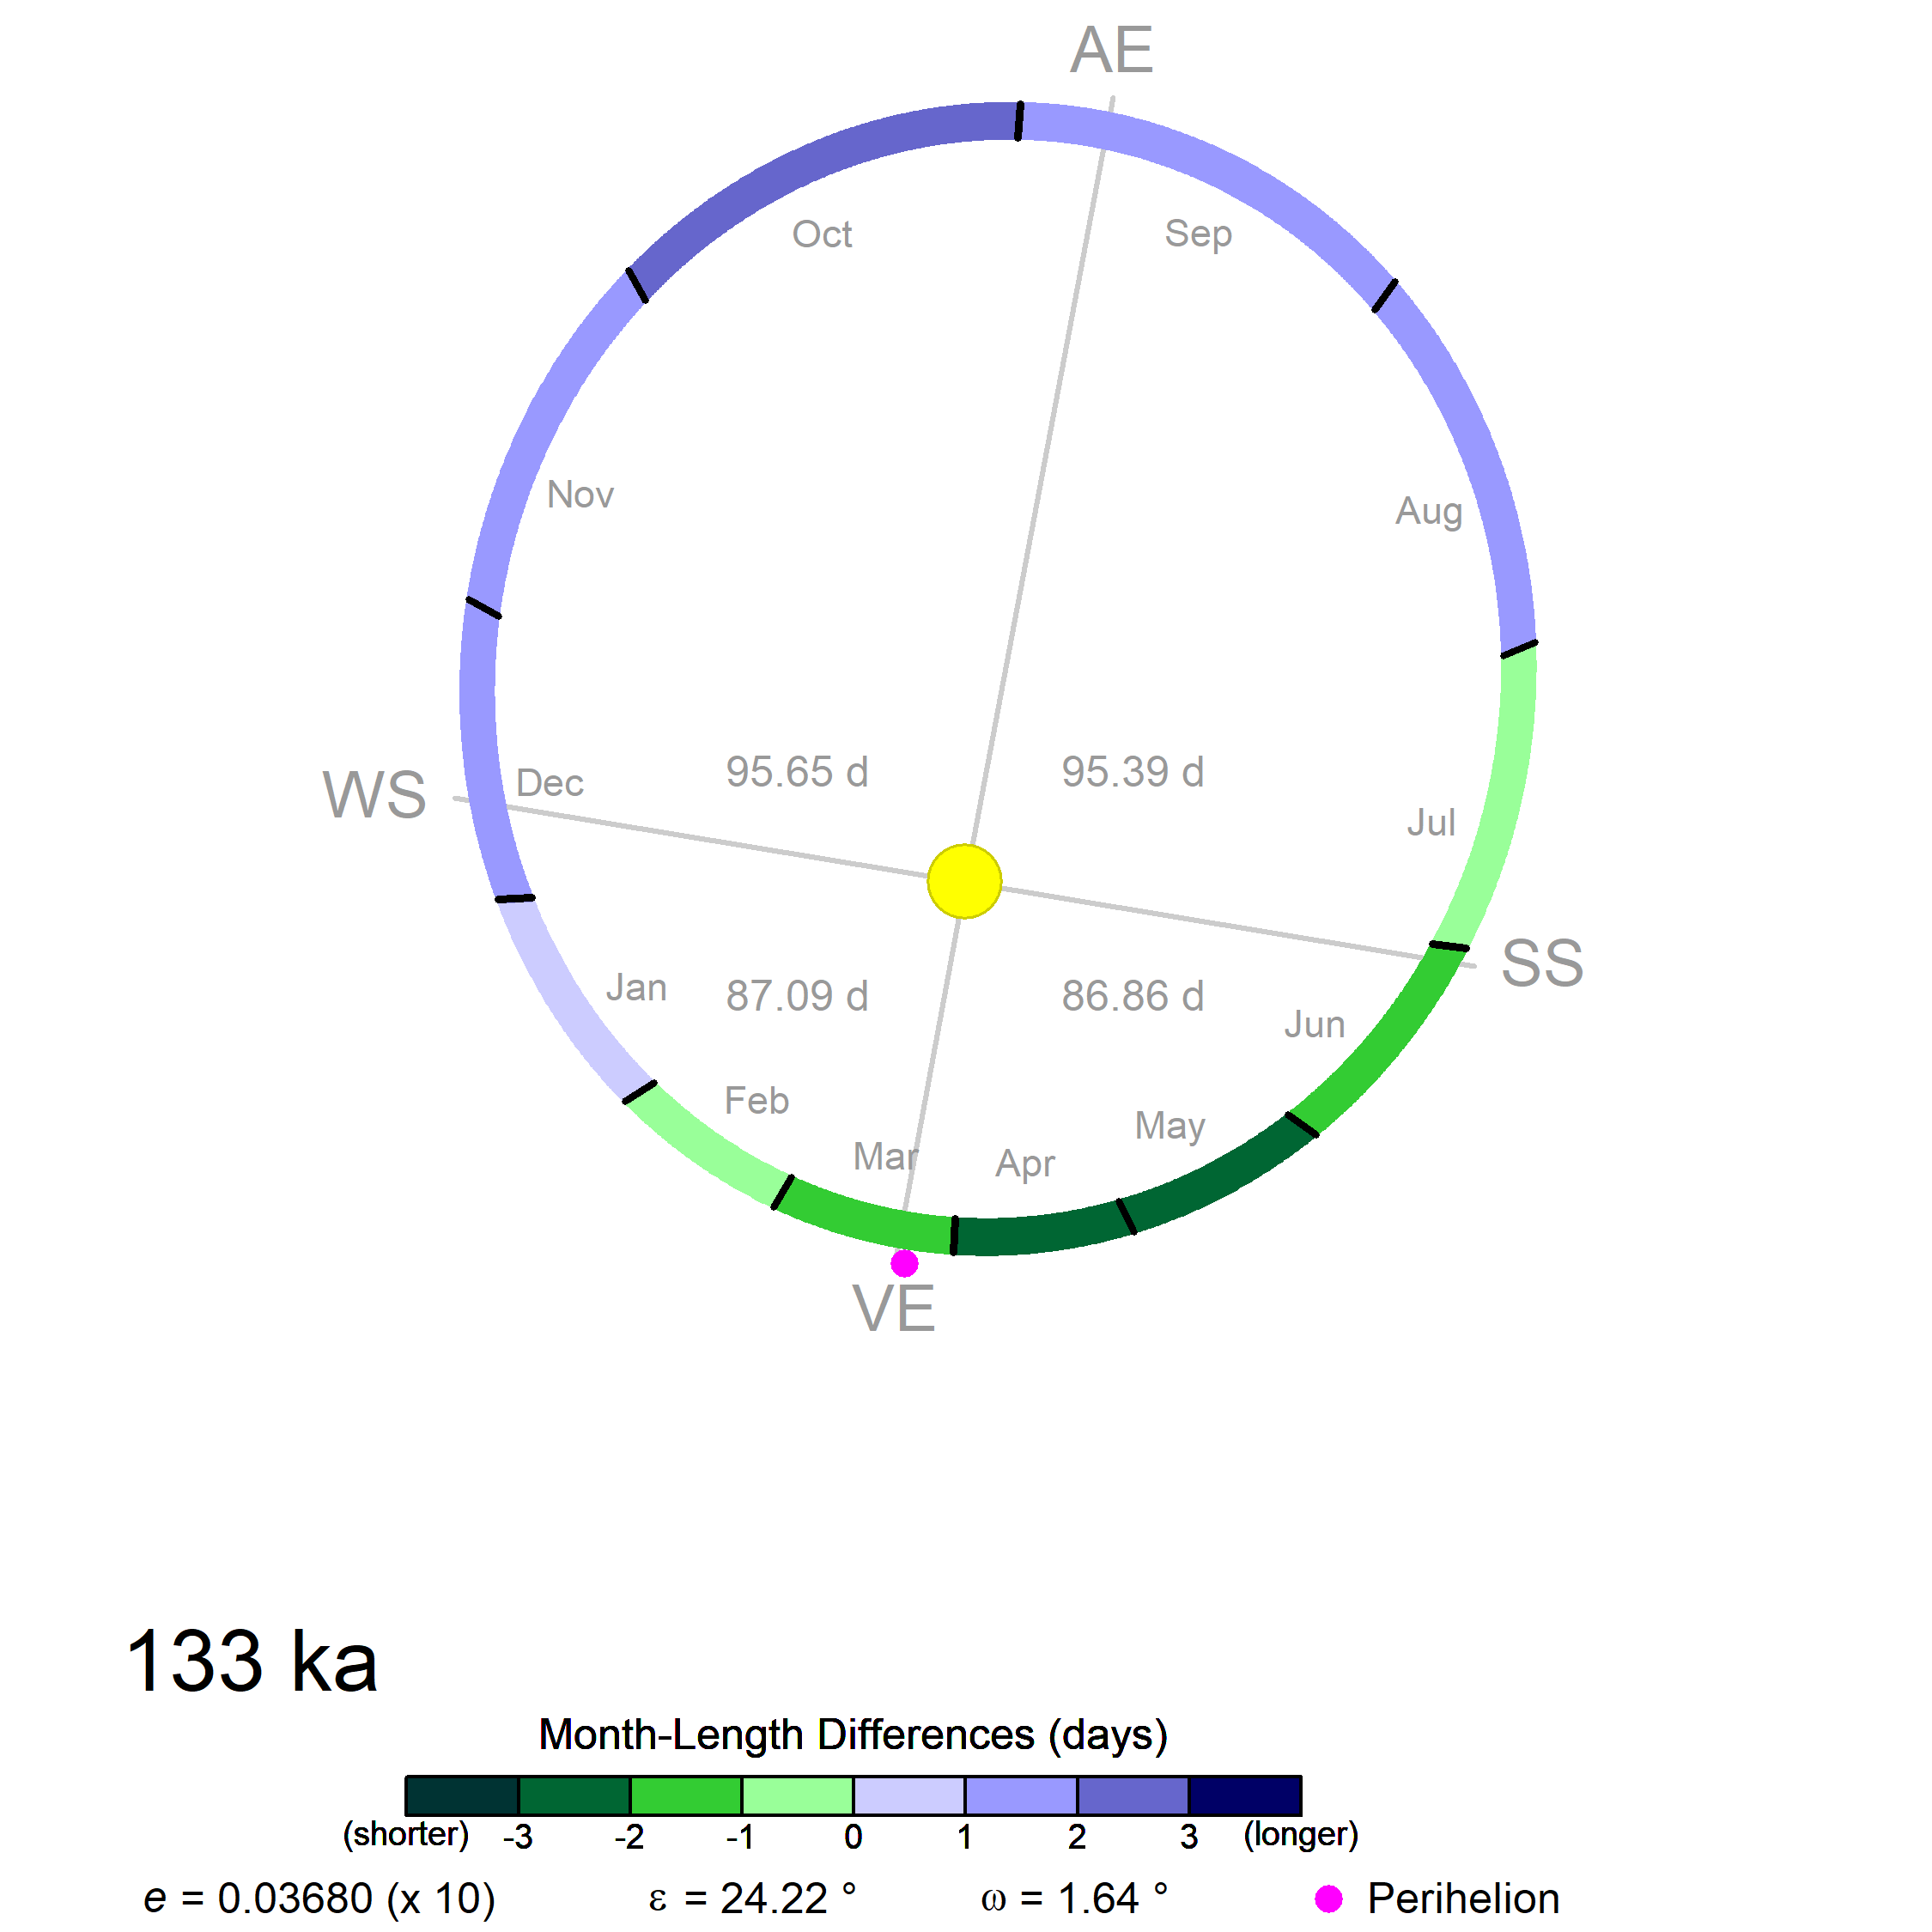 AE
Oct
Sep
Nov
Aug
95.65 d
95.39 d
WS
Dec
Jul
SS
Jan
87.09 d
86.86 d
Jun
Feb
May
Mar
Apr
VE
133 ka
Month-Length Differences (days)
(shorter) -3 -2 -1 0 1 2 3 (longer)
e = 0.03680 (x 10) ε = 24.22 ° ω = 1.64 ° Perihelion